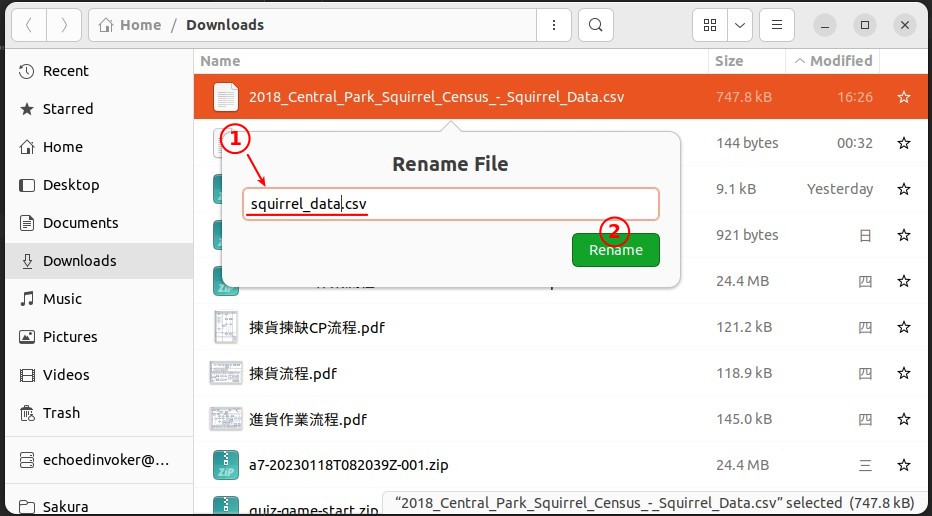 Home / Downloads
Name Size Modified
Recent
Starred
Home
Desktop
Documents
Downloads
Music
Pictures
Videos
Trash
echoedinvoker@...
Sakura
2018_Central_Park_Squirrel_Census_-_Squirrel_Data.csv 747.8 kB 16:26
144 bytes 00:32
9.1 kB Yesterday
921 bytes 日
ZIP 24.4 MB 四
揀貨揀缺CP流程.pdf 121.2 kB 四
揀貨流程.pdf 118.9 kB 四
進貨作業流程.pdf 145.0 kB 四
ZIP a7-20230118T082039Z-001.zip 24.4 MB 三
quiz-game-start.zip
1
Rename File
squirrel_data.csv
2
Rename
“2018_Central_Park_Squirrel_Census_-_Squirrel_Data.csv” selected (747.8 kB)